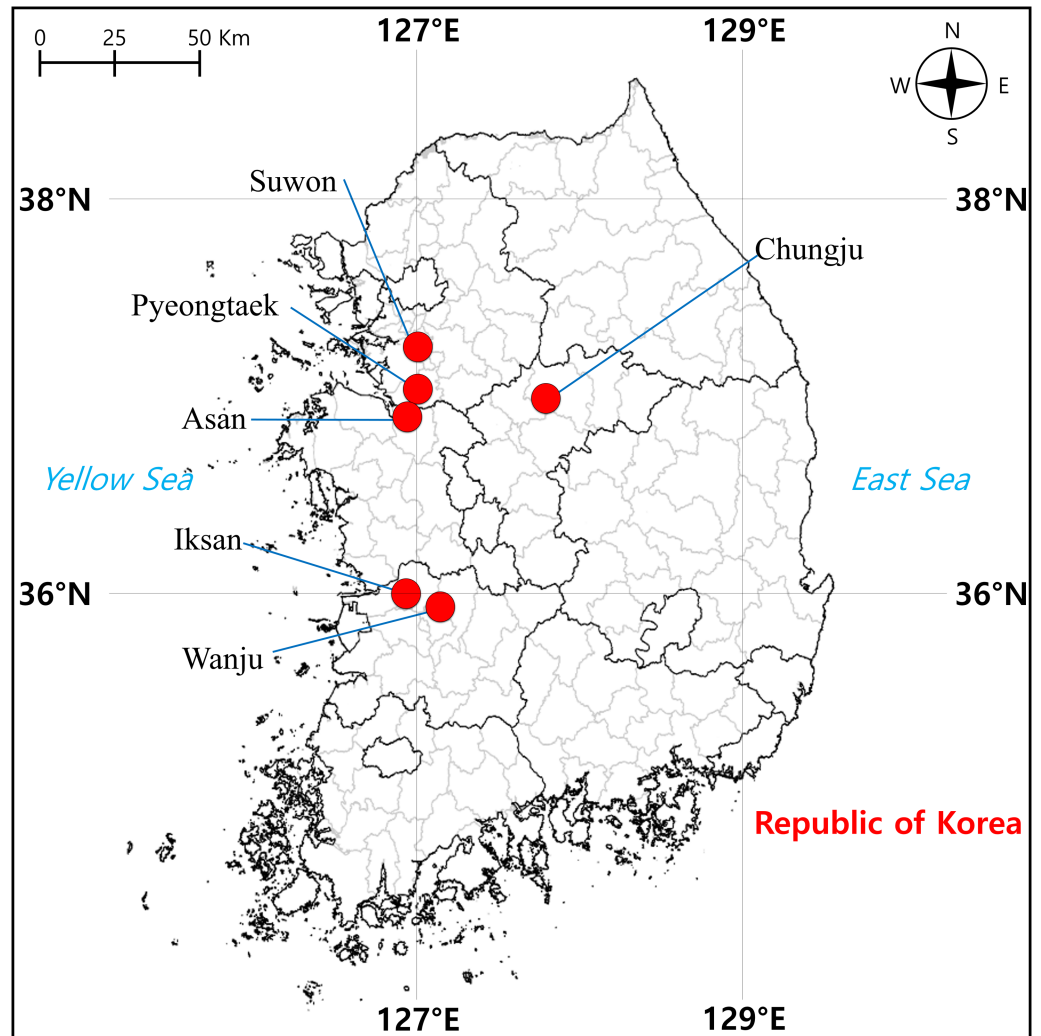 127°E
129°E
0 25 50 Km
N
W
E
S
Suwon
38°N
38°N
Chungju
Pyeongtaek
Asan
Yellow Sea
East Sea
Iksan
36°N
36°N
Wanju
Republic of Korea
127°E
129°E